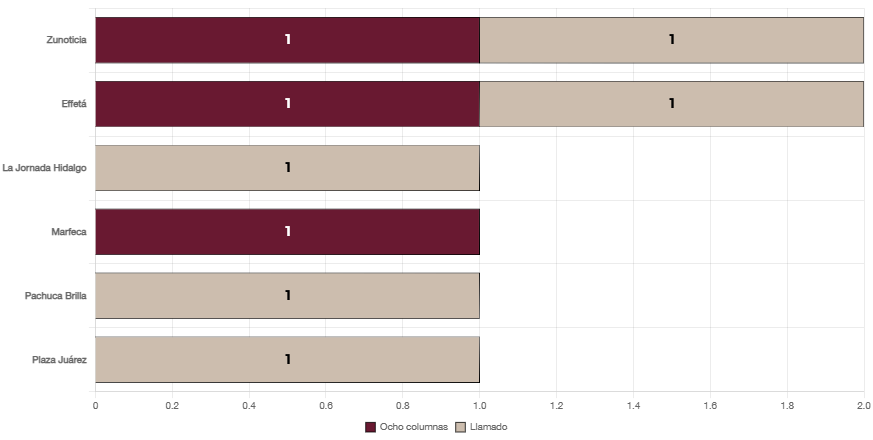 Zunoticia 1 1
Effetá 1 1
La Jornada Hidalgo 1
Marfeca 1
Pachuca Brilla 1
Plaza Juárez 1
0 0.2 0.4 0.6 0.8 1.0 1.2 1.4 1.6 1.8 2.0
Ocho columnas Llamado